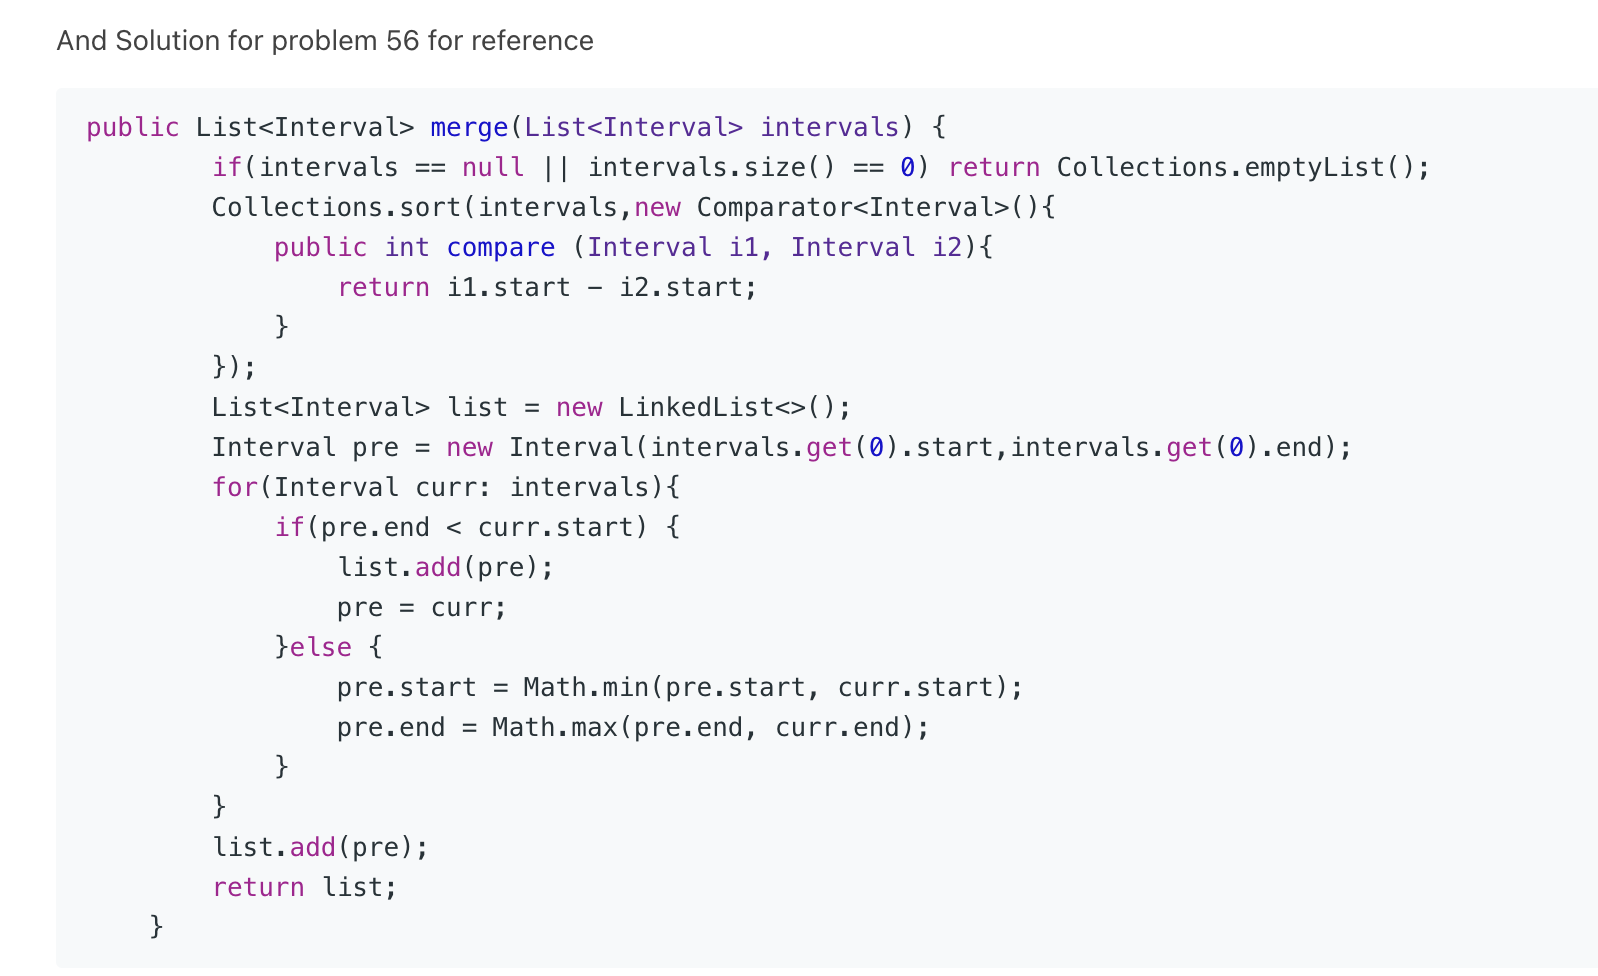 And Solution for problem 56 for reference
public List<Interval> merge(List<Interval> intervals) {
        if(intervals == null || intervals.size() == 0) return Collections.emptyList();
        Collections.sort(intervals,new Comparator<Interval>(){
            public int compare (Interval i1, Interval i2){
                return i1.start - i2.start;
            }
        });
        List<Interval> list = new LinkedList<>();
        Interval pre = new Interval(intervals.get(0).start,intervals.get(0).end);
        for(Interval curr: intervals){
            if(pre.end < curr.start) {
                list.add(pre);
                pre = curr;
            }else {
                pre.start = Math.min(pre.start, curr.start);
                pre.end = Math.max(pre.end, curr.end);
            }
        }
        list.add(pre);
        return list;
    }